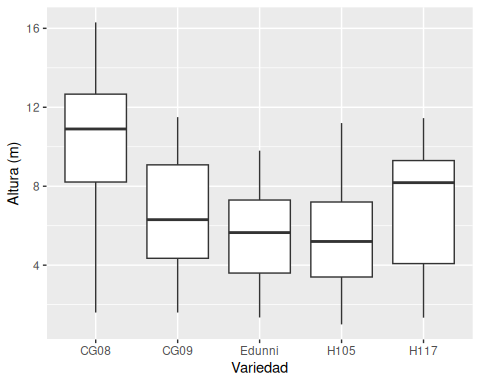 Altura (m)
16
12
8
4
CG08 CG09 Edunni H105 H117
Variedad